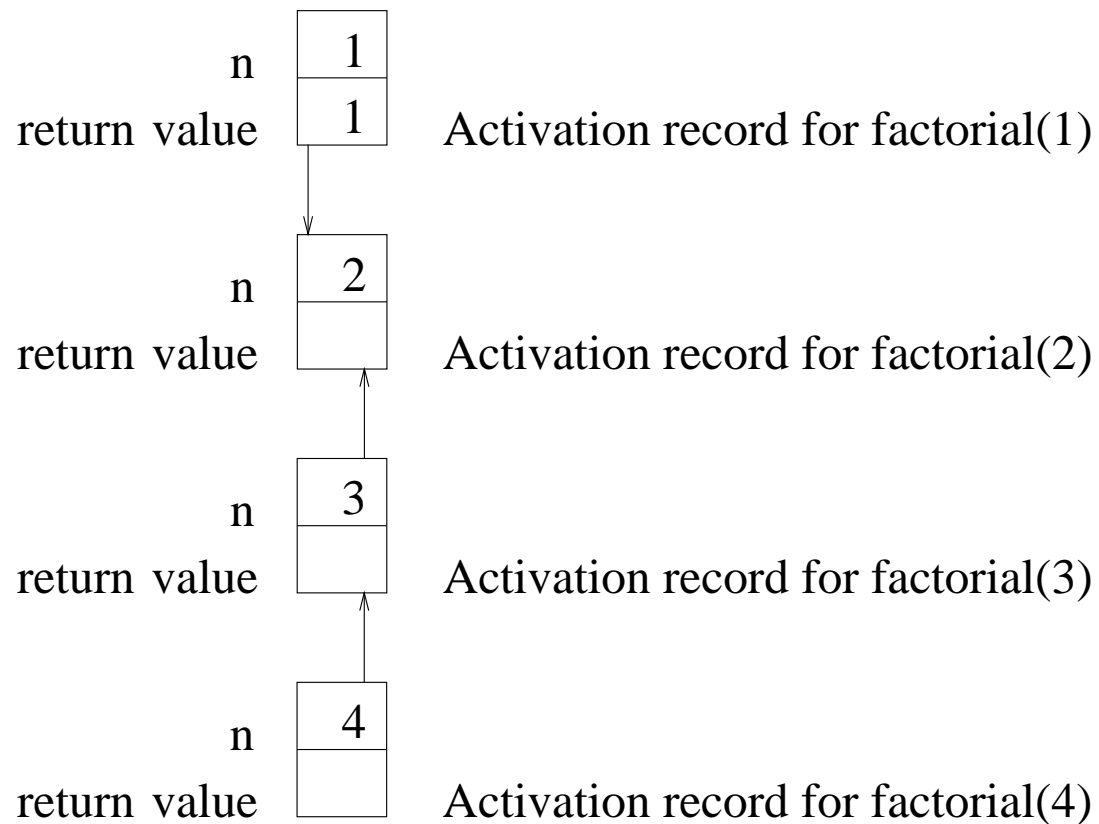 n 1
return value 1 Activation record for factorial(1)
n 2
return value Activation record for factorial(2)
n 3
return value Activation record for factorial(3)
n 4
return value Activation record for factorial(4)